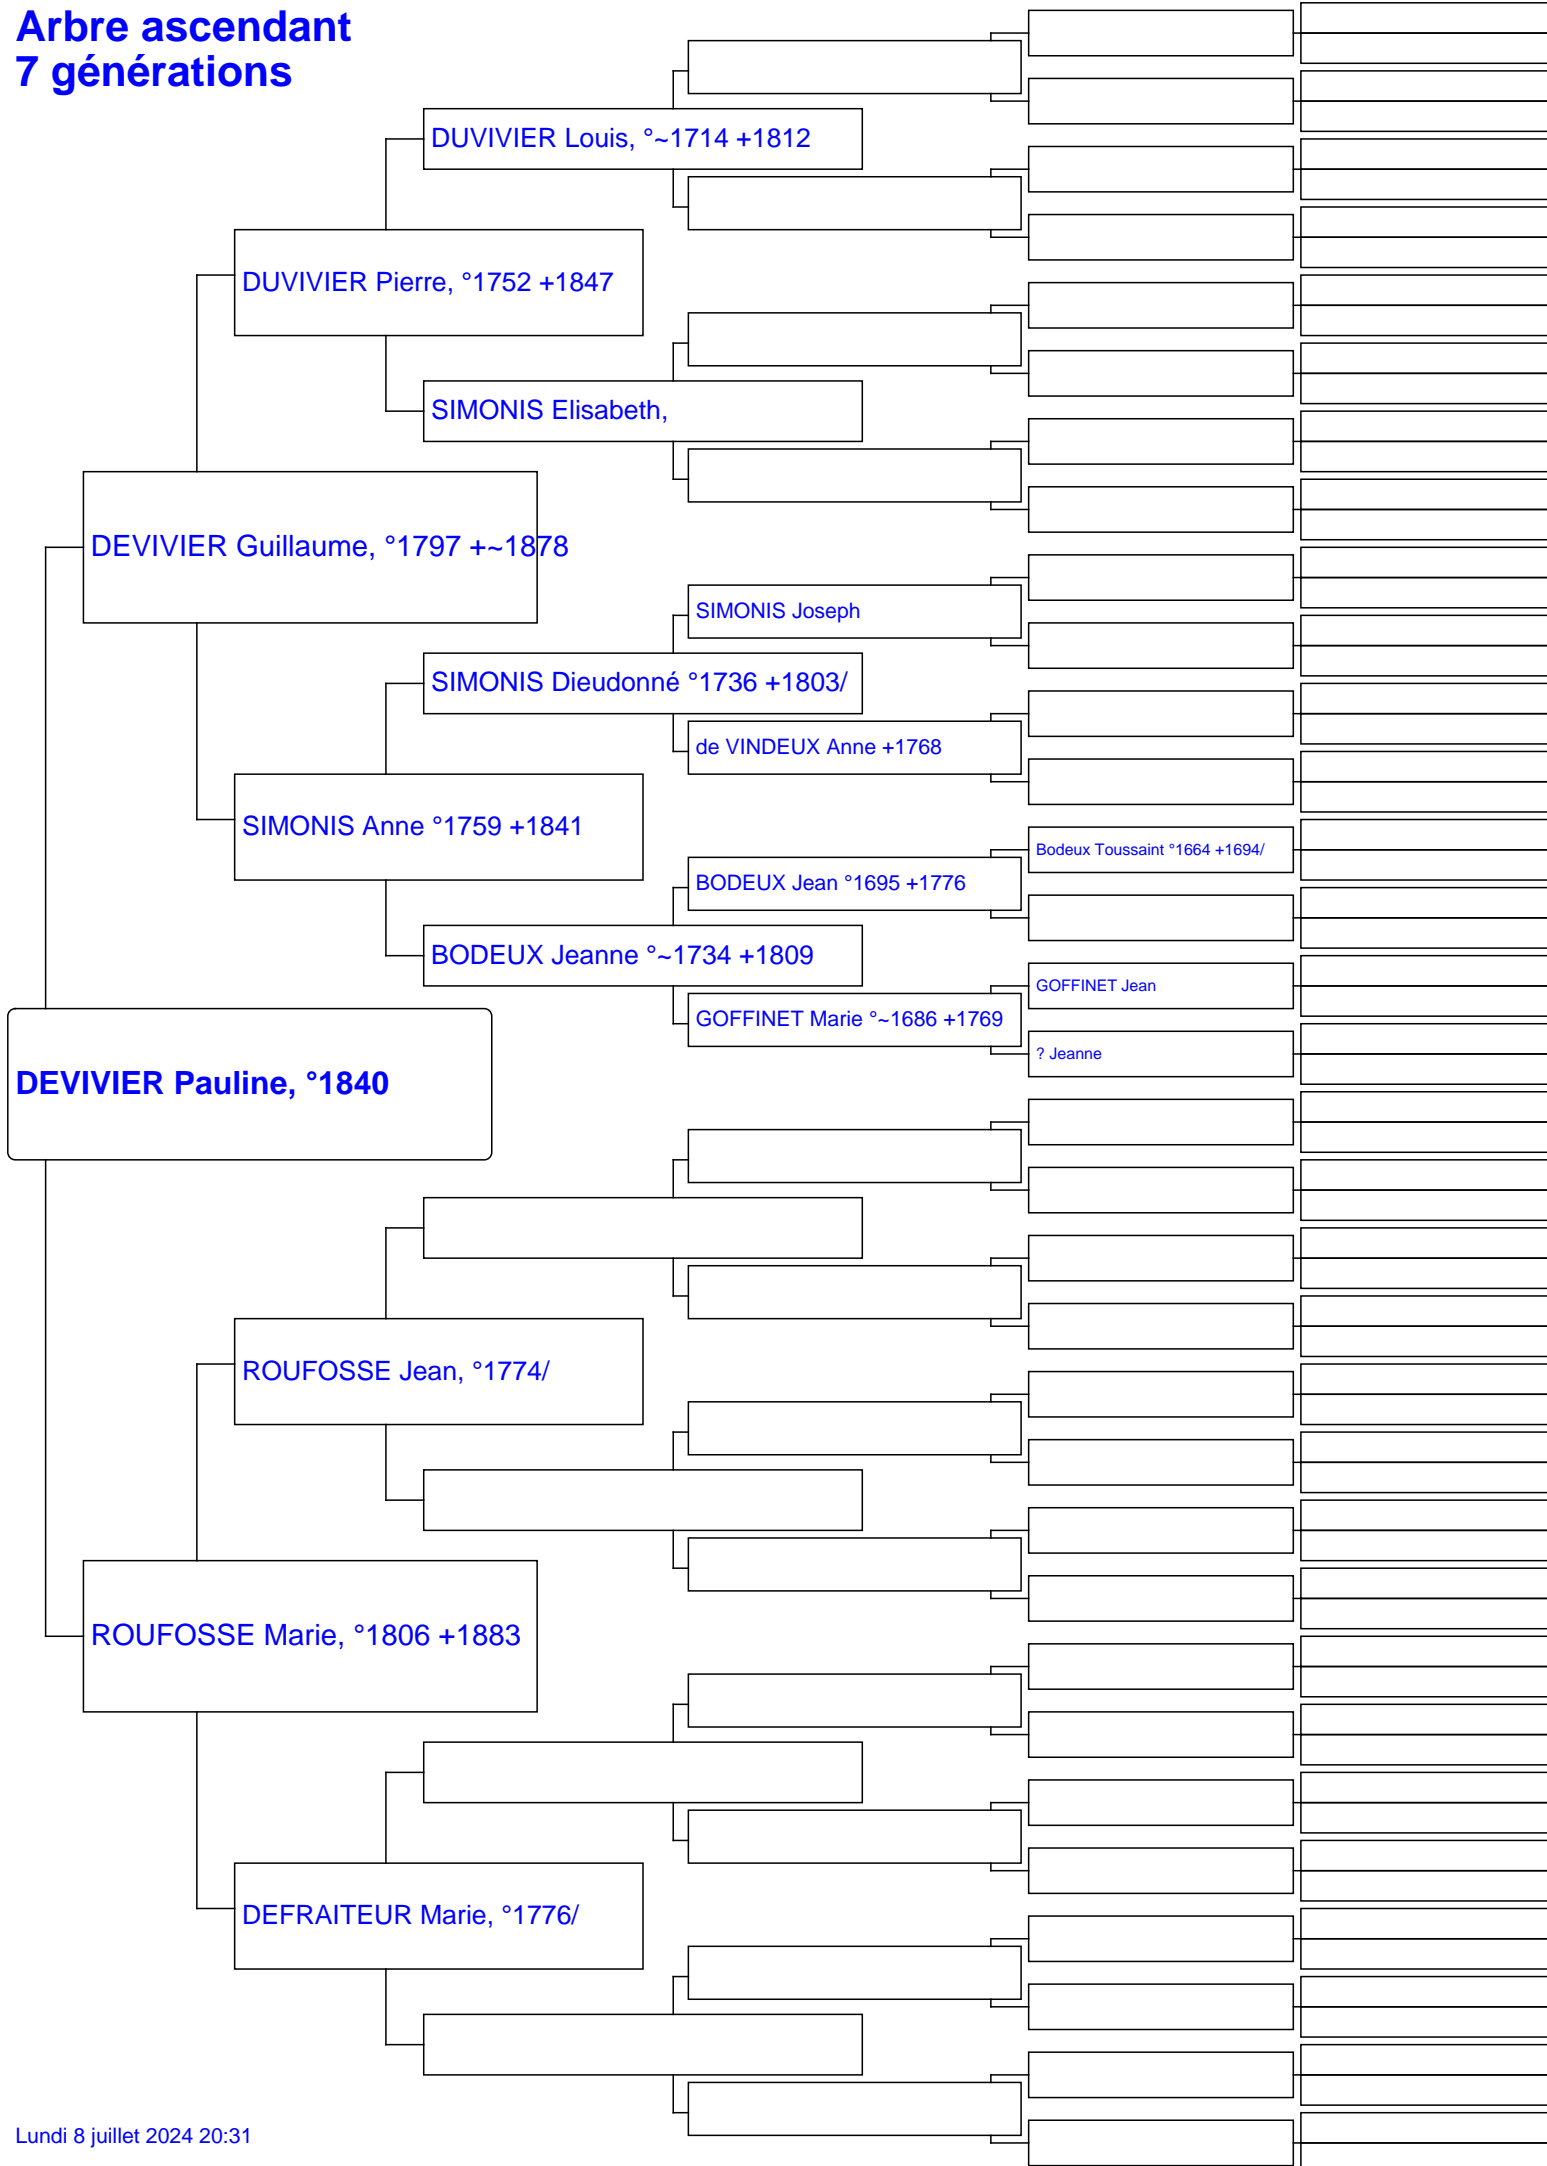 Arbre ascendant
7 générations
DUVIVIER Louis, °~1714 +1812
DUVIVIER Pierre, °1752 +1847
SIMONIS Elisabeth,
DEVIVIER Guillaume, °1797 +~1878
SIMONIS Joseph
SIMONIS Dieudonné °1736 +1803/
de VINDEUX Anne +1768
SIMONIS Anne °1759 +1841
Bodeux Toussaint °1664 +1694/
BODEUX Jean °1695 +1776
BODEUX Jeanne °~1734 +1809
GOFFINET Jean
GOFFINET Marie °~1686 +1769
? Jeanne
DEVIVIER Pauline, °1840
ROUFOSSE Jean, °1774/
ROUFOSSE Marie, °1806 +1883
DEFRAITEUR Marie, °1776/
Lundi 8 juillet 2024 20:31